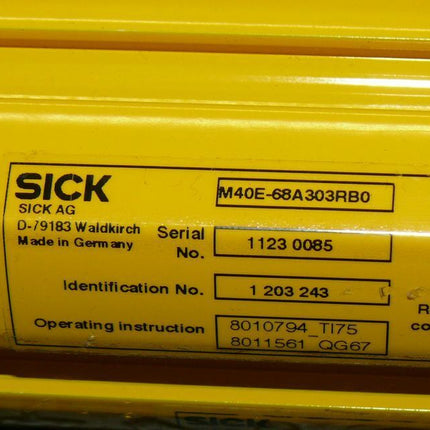 SICK
M40E-68A303RB0
SICK AG
D-79183 Waldkirch
Made in Germany
Serial No.
1123 0085
Identification No.
1 203 243
Operating instruction
8010794_TI75
8011561_QG67
SICK